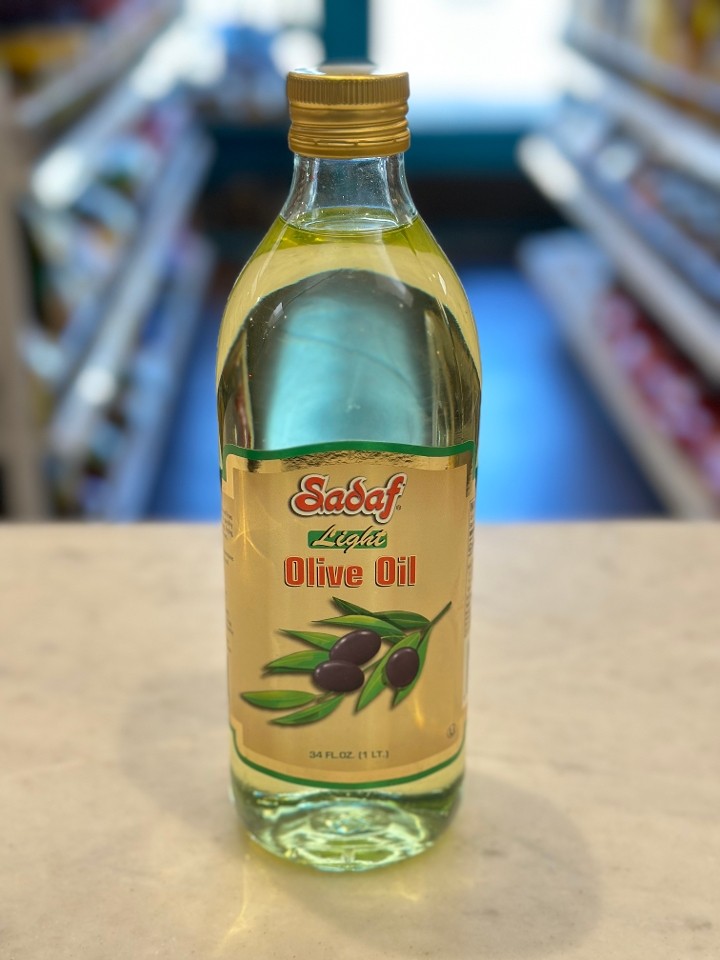 Sadaf
Light
Olive Oil
34 FL.OZ. (1 LT.)